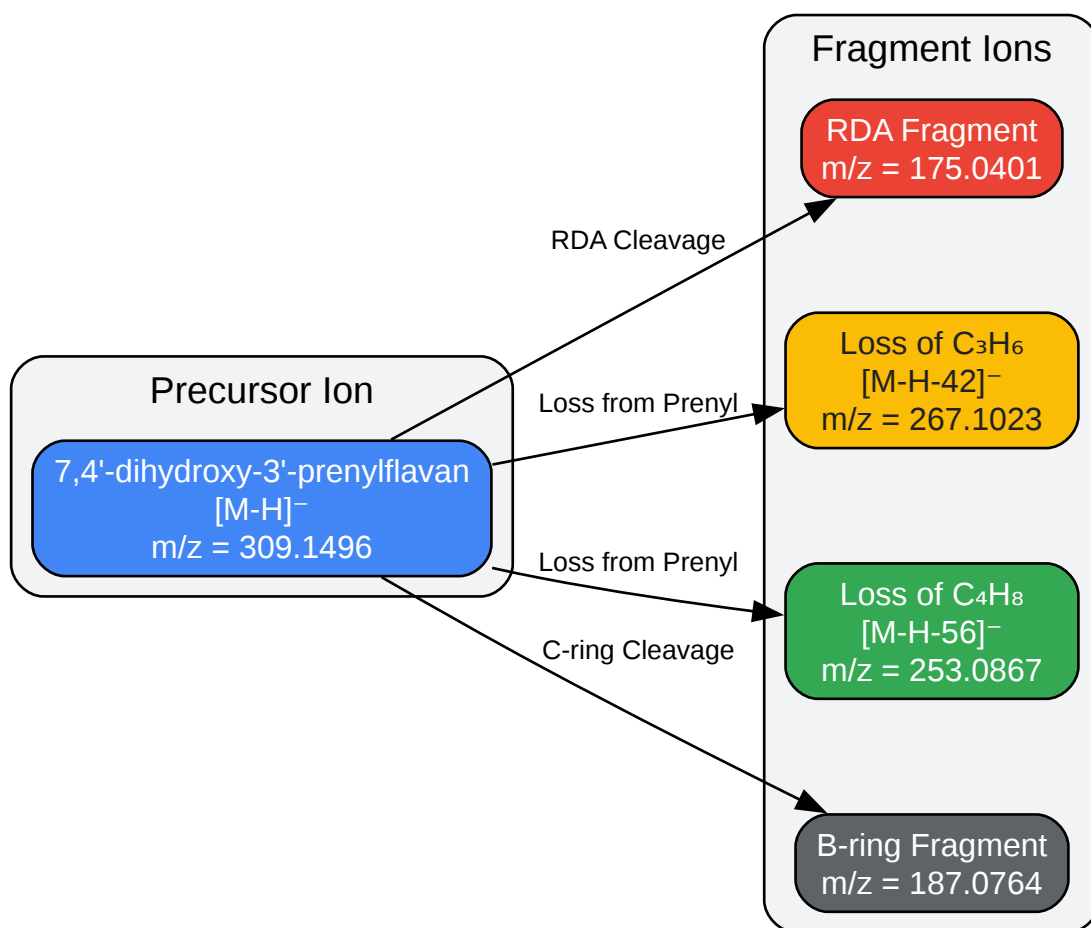 Fragment Ions
RDA Fragment
m/z = 175.0401
RDA Cleavage
Loss of C₃H₆
[M-H-42]⁻
m/z = 267.1023
Loss from Prenyl
Precursor Ion
7,4'-dihydroxy-3'-prenylflavan
[M-H]⁻
m/z = 309.1496
Loss from Prenyl
Loss of C₄H₈
[M-H-56]⁻
m/z = 253.0867
C-ring Cleavage
B-ring Fragment
m/z = 187.0764